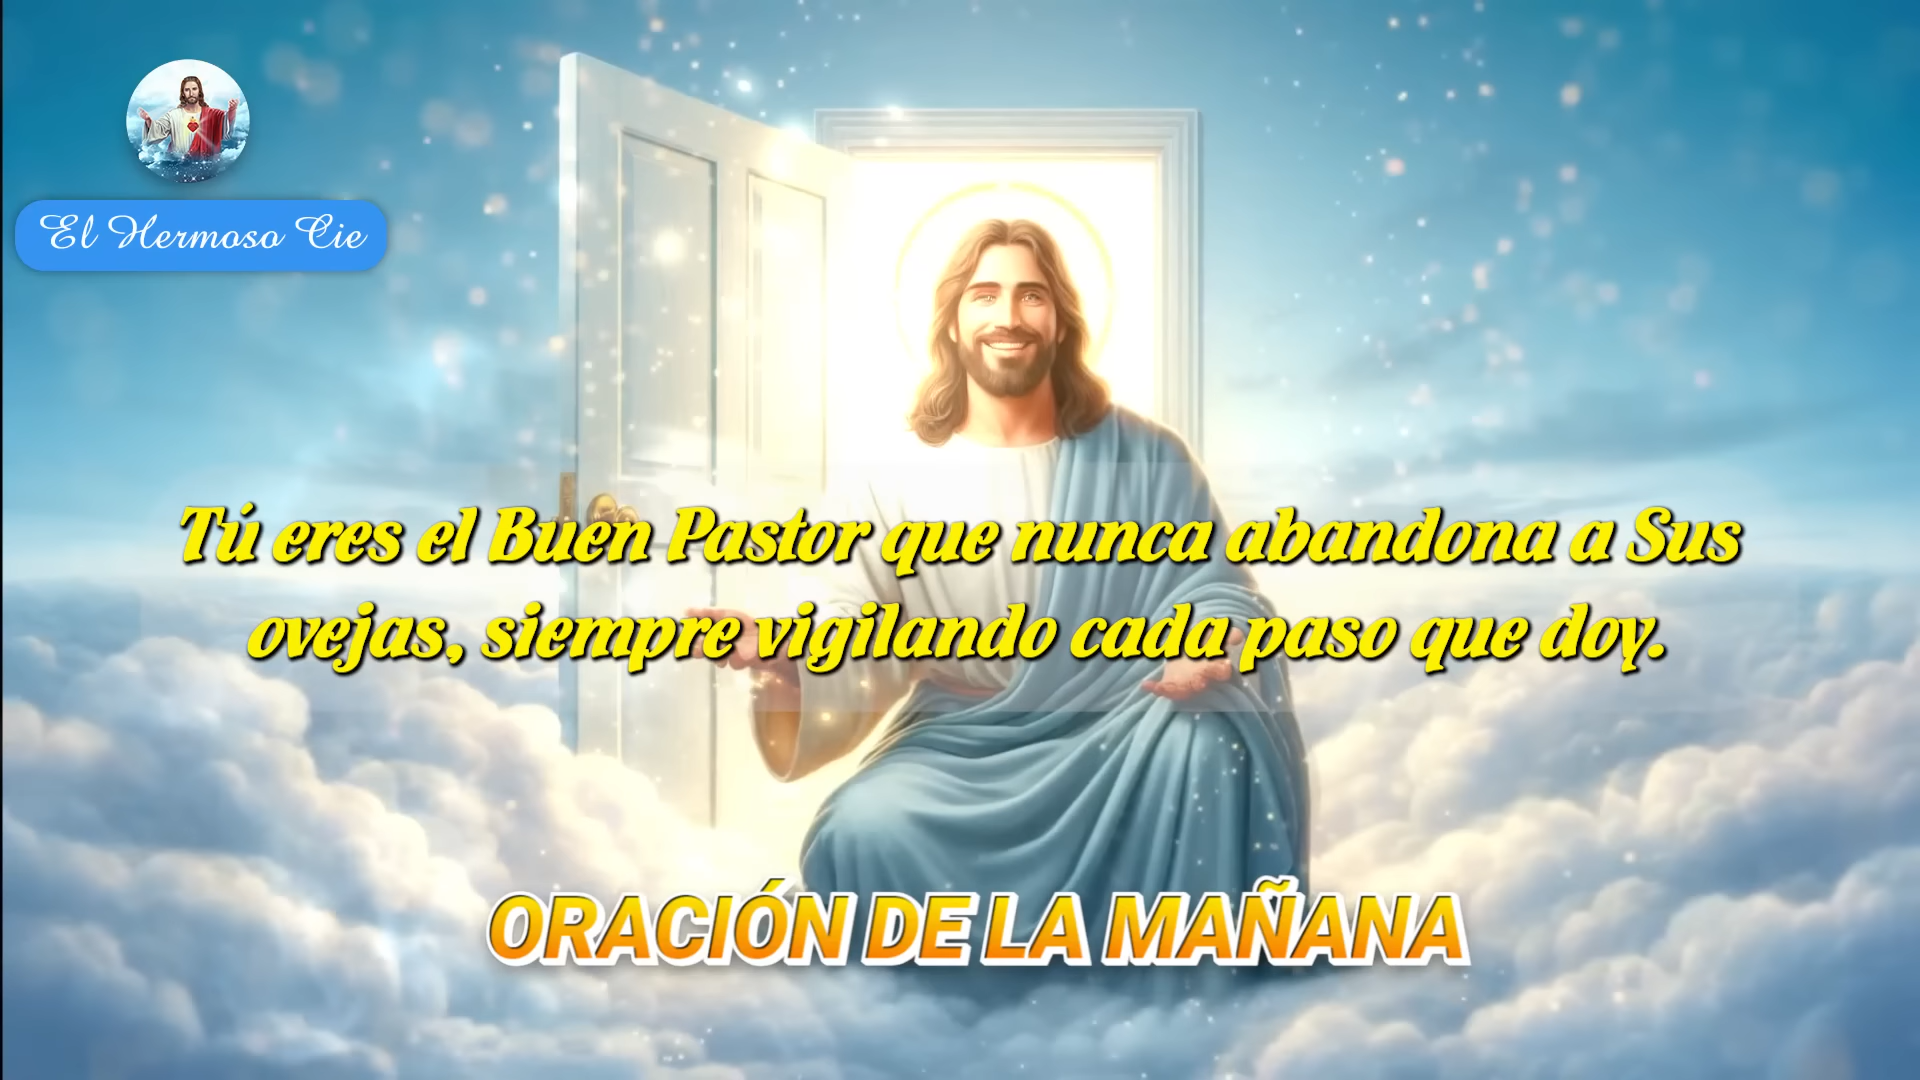 El Hermoso Cie
Tú eres el Buen Pastor que nunca abandona a Sus
ovejas, siempre vigilando cada paso que doy.
ORACIÓN DE LA MAÑANA